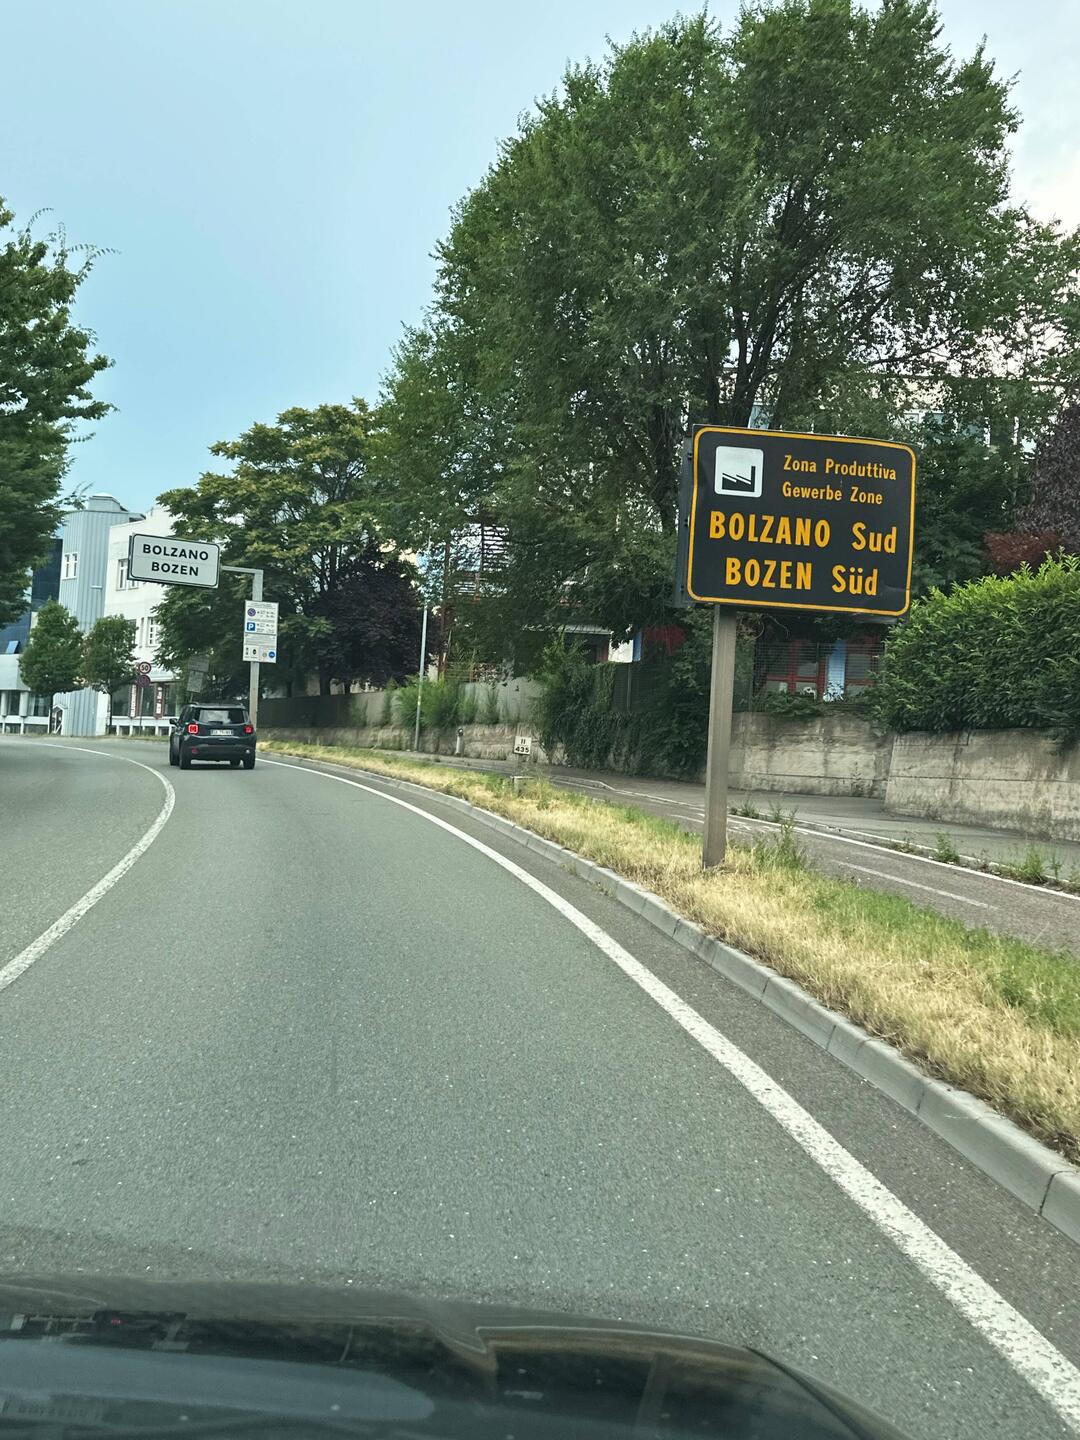 BOLZANO
BOZEN
Zona Produttiva
Gewerbe Zone
BOLZANO Sud
BOZEN Süd
P
50
II
435